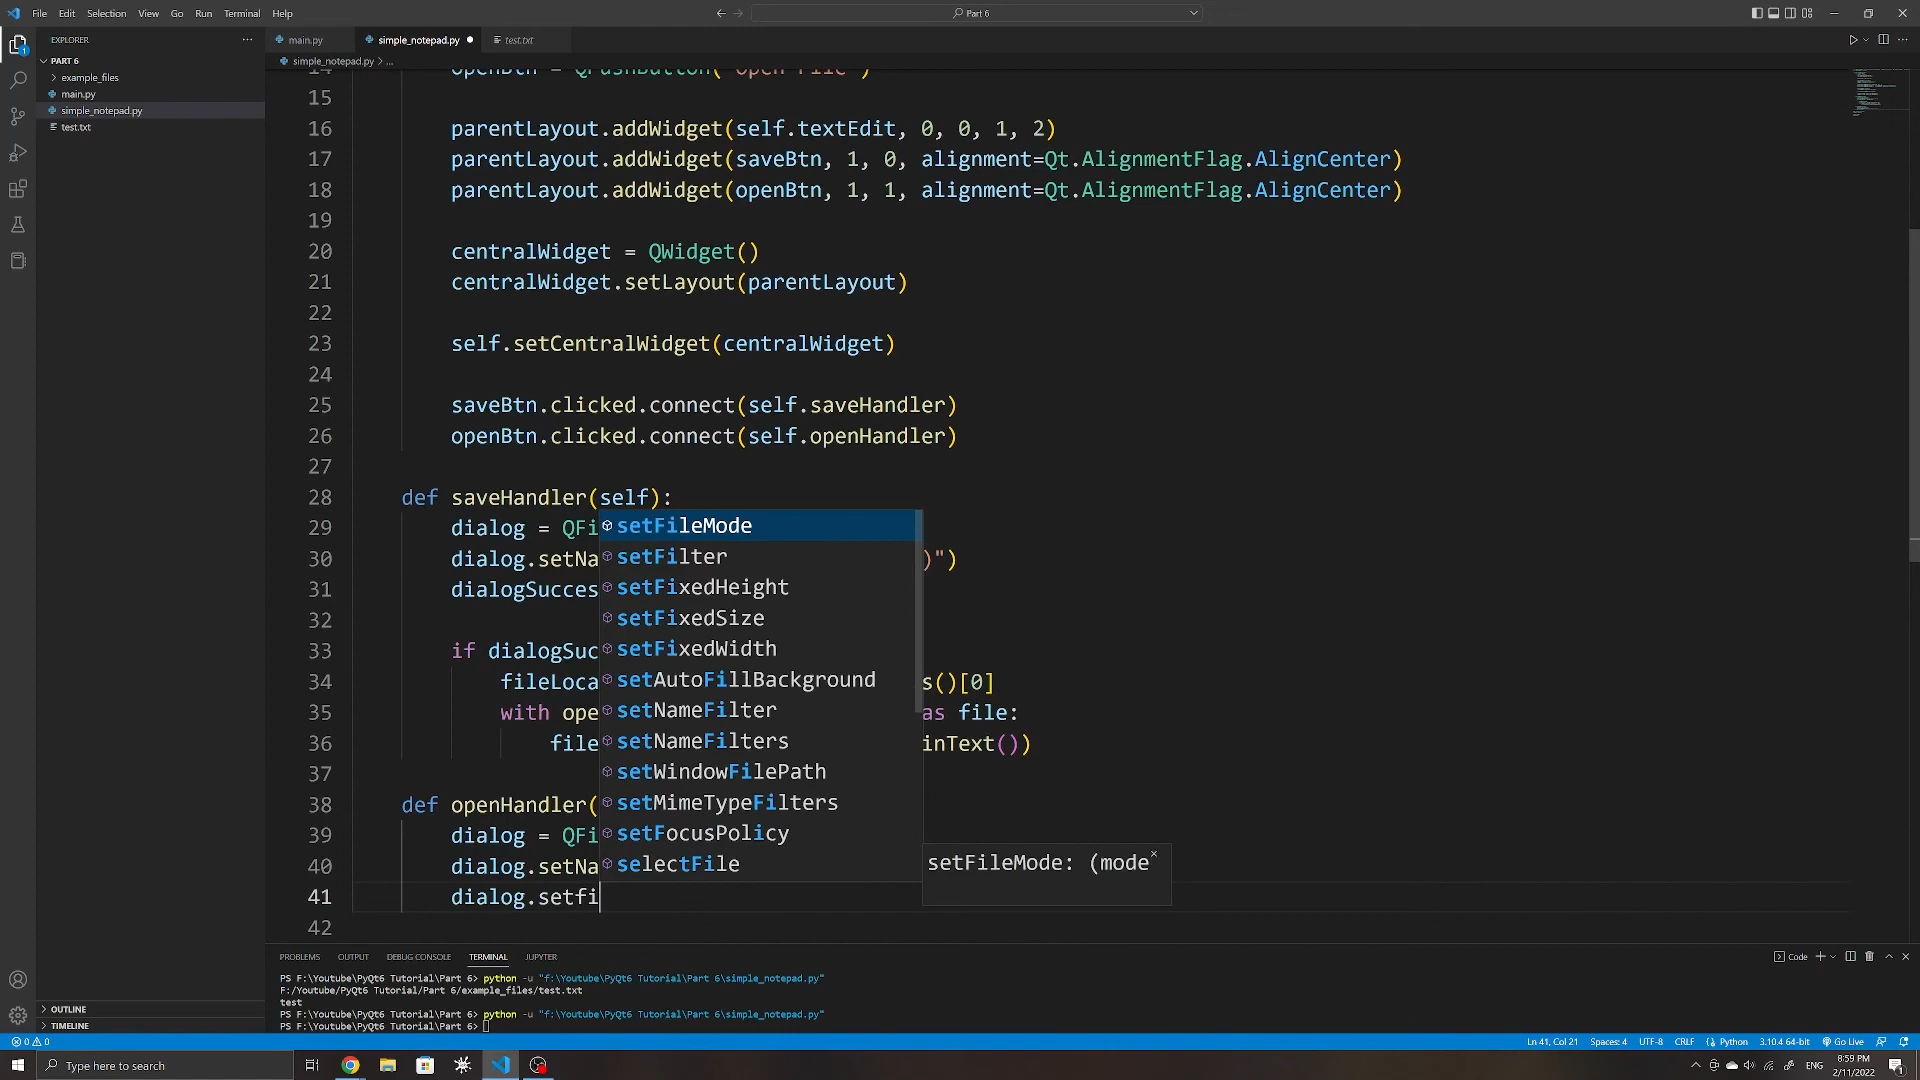 File Edit Selection View Go Run Terminal Help
Part 6
EXPLORER
main.py
simple_notepad.py
test.txt
simple_notepad.py > ...
PART 6
example_files
main.py
simple_notepad.py
test.txt
14 openBtn = QPushButton("Open File")
15
16 parentLayout.addWidget(self.textEdit, 0, 0, 1, 2)
17 parentLayout.addWidget(saveBtn, 1, 0, alignment=Qt.AlignmentFlag.AlignCenter)
18 parentLayout.addWidget(openBtn, 1, 1, alignment=Qt.AlignmentFlag.AlignCenter)
19
20 centralWidget = QWidget()
21 centralWidget.setLayout(parentLayout)
22
23 self.setCentralWidget(centralWidget)
24
25 saveBtn.clicked.connect(self.saveHandler)
26 openBtn.clicked.connect(self.openHandler)
27
28 def saveHandler(self):
29 dialog = QFi
30 dialog.setNa )")
31 dialogSucces
32
33 if dialogSuc
34 fileLoca s()[0]
35 with ope as file:
36 file inText())
37
38 def openHandler(
39 dialog = QFi
40 dialog.setNa
41 dialog.setfi
42
setFileMode
setFilter
setFixedHeight
setFixedSize
setFixedWidth
setAutoFillBackground
setNameFilter
setNameFilters
setWindowFilePath
setMimeTypeFilters
setFocusPolicy
selectFile
setFileMode: (mode
PROBLEMS OUTPUT DEBUG CONSOLE TERMINAL JUPYTER
Code
PS F:\Youtube\PyQt6 Tutorial\Part 6> python -u "f:\Youtube\PyQt6 Tutorial\Part 6\simple_notepad.py"
F:/Youtube/PyQt6 Tutorial/Part 6/example_files/test.txt
test
PS F:\Youtube\PyQt6 Tutorial\Part 6> python -u "f:\Youtube\PyQt6 Tutorial\Part 6\simple_notepad.py"
PS F:\Youtube\PyQt6 Tutorial\Part 6>
OUTLINE
TIMELINE
0 0
Ln 41, Col 21 Spaces: 4 UTF-8 CRLF Python 3.10.4 64-bit Go Live
Type here to search
ENG
8:59 PM
2/11/2022